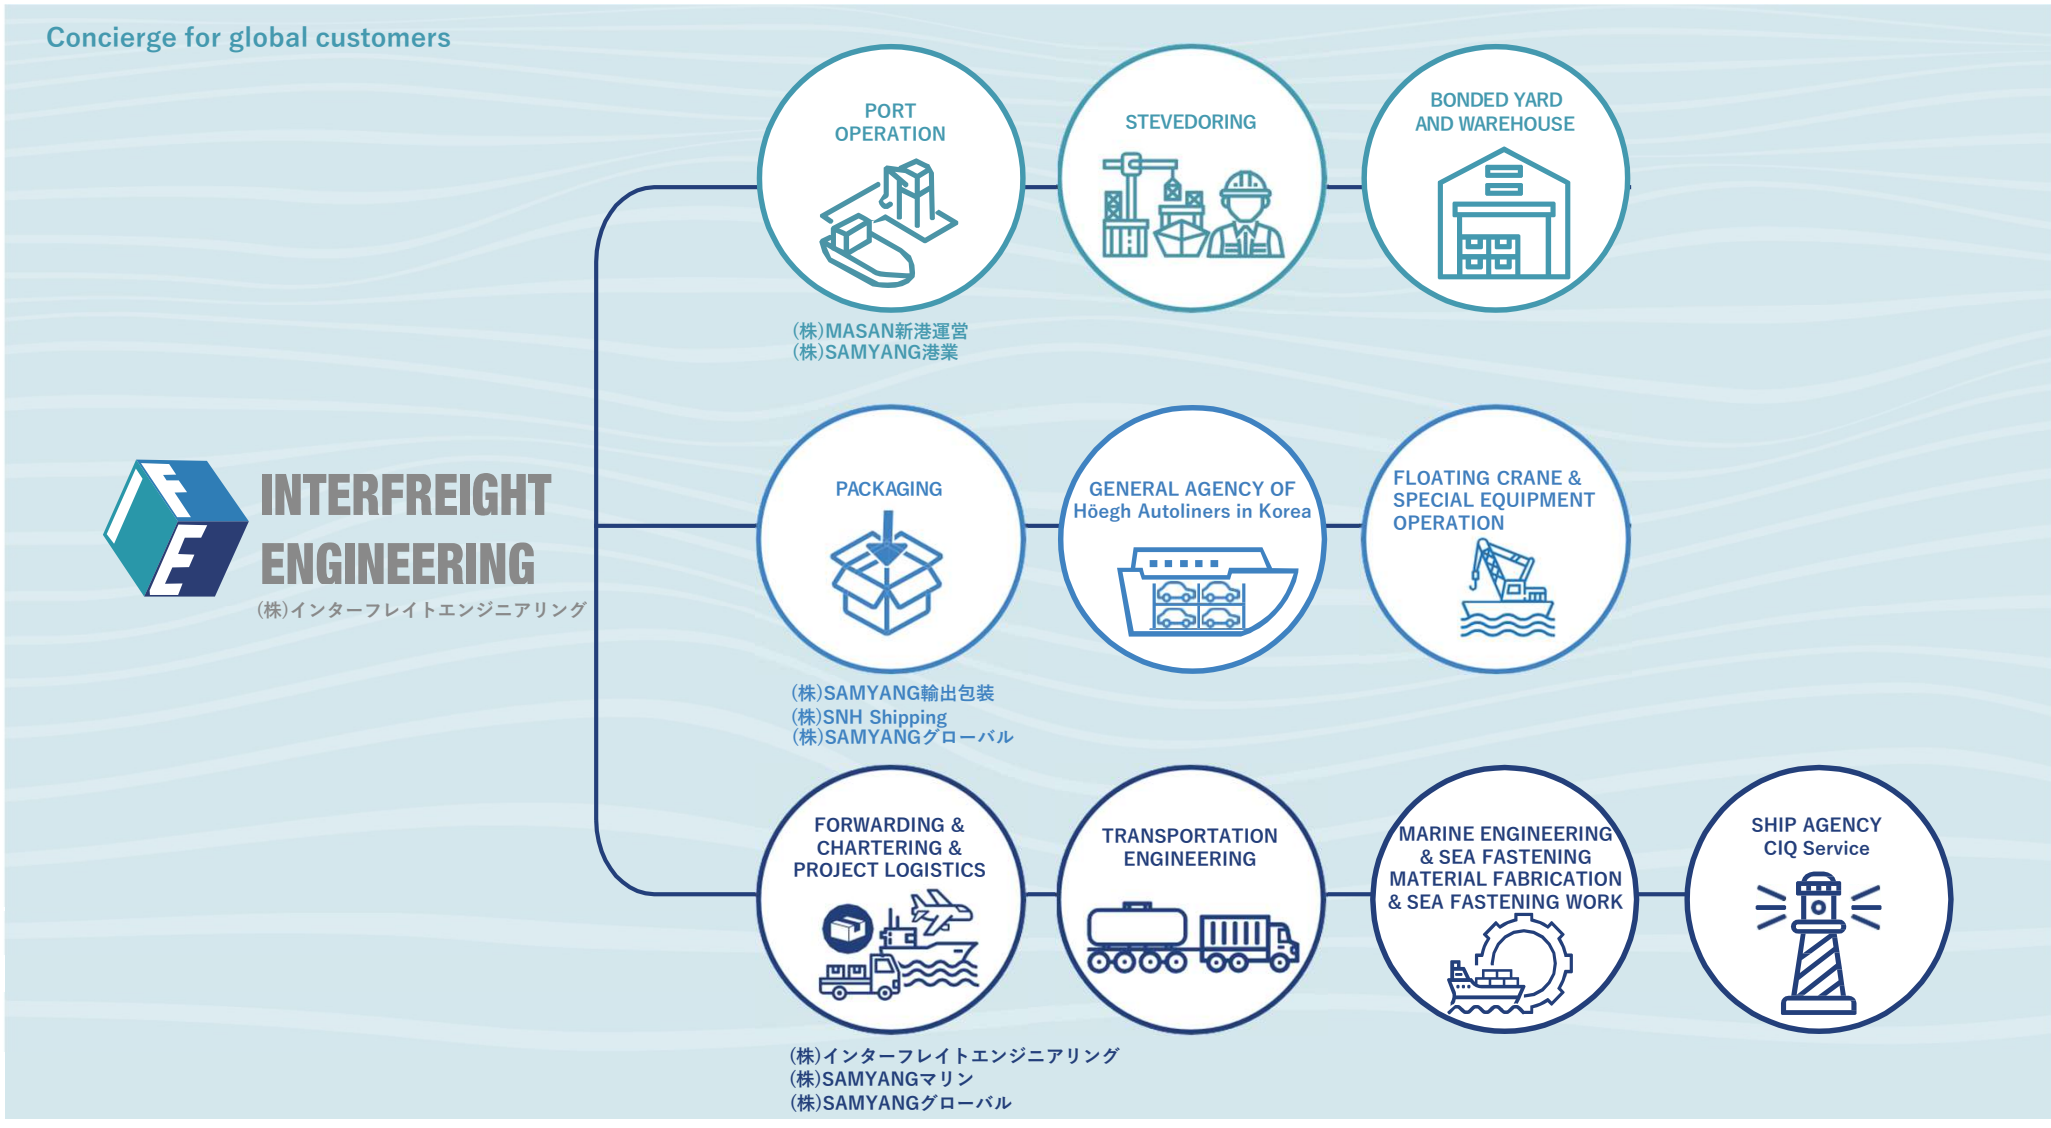 Concierge for global customers
PORT
OPERATION
STEVEDORING
BONDED YARD
AND WAREHOUSE
(株)MASAN新港運営
(株)SAMYANG港業
IFE
INTERFREIGHT
ENGINEERING
(株)インターフレイトエンジニアリング
PACKAGING
GENERAL AGENCY OF
Höegh Autoliners in Korea
FLOATING CRANE &
SPECIAL EQUIPMENT
OPERATION
(株)SAMYANG輸出包装
(株)SNH Shipping
(株)SAMYANGグローバル
FORWARDING &
CHARTERING &
PROJECT LOGISTICS
TRANSPORTATION
ENGINEERING
MARINE ENGINEERING
& SEA FASTENING
MATERIAL FABRICATION
& SEA FASTENING WORK
SHIP AGENCY
CIQ Service
(株)インターフレイトエンジニアリング
(株)SAMYANGマリン
(株)SAMYANGグローバル